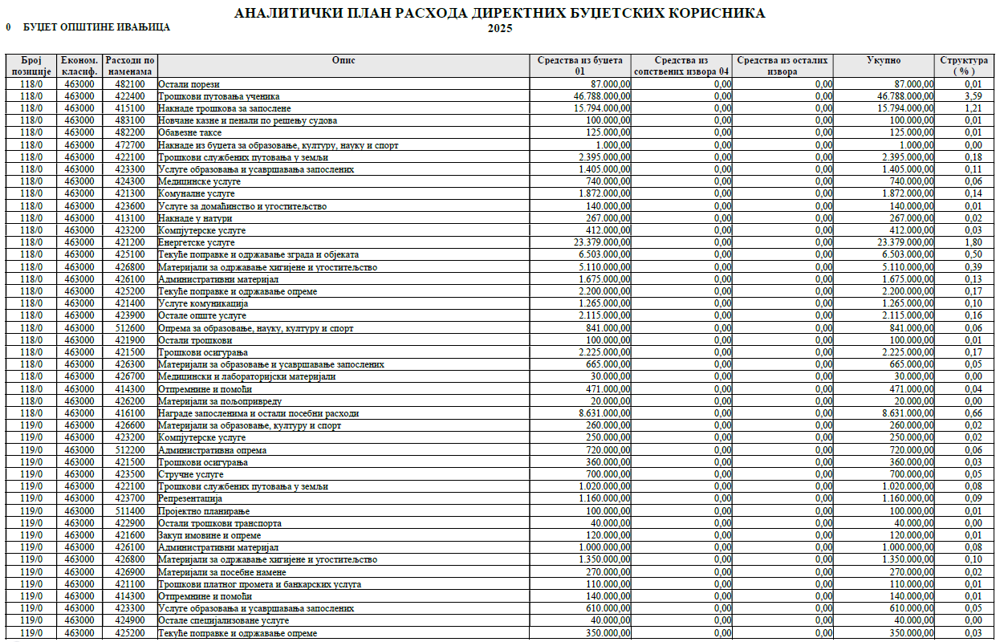 АНАЛИТИЧКИ ПЛАН РАСХОДА ДИРЕКТНИХ БУЏЕТСКИХ КОРИСНИКА
0 БУЏЕТ ОПШТИНЕ ИВАЊИЦА
2025
Број позиције Економ. класиф. Расходи по наменама Опис Средства из буџета 01 Средства из сопствених извора 04 Средства из осталих извора Укупно Структура ( % )
118/0 463000 482100 Остали порези 87.000,00 0,00 0,00 87.000,00 0,01
118/0 463000 422400 Трошкови путовања ученика 46.788.000,00 0,00 0,00 46.788.000,00 3,59
118/0 463000 415100 Накнаде трошкова за запослене 15.794.000,00 0,00 0,00 15.794.000,00 1,21
118/0 463000 483100 Новчане казне и пенали по решењу судова 100.000,00 0,00 0,00 100.000,00 0,01
118/0 463000 482200 Обавезне таксе 125.000,00 0,00 0,00 125.000,00 0,01
118/0 463000 472700 Накнаде из буџета за образовање, културу, науку и спорт 1.000,00 0,00 0,00 1.000,00 0,00
118/0 463000 422100 Трошкови службених путовања у земљи 2.395.000,00 0,00 0,00 2.395.000,00 0,18
118/0 463000 423300 Услуге образовања и усавршавања запослених 1.405.000,00 0,00 0,00 1.405.000,00 0,11
118/0 463000 424300 Медицинске услуге 740.000,00 0,00 0,00 740.000,00 0,06
118/0 463000 421300 Комуналне услуге 1.872.000,00 0,00 0,00 1.872.000,00 0,14
118/0 463000 423600 Услуге за домаћинство и угоститељство 140.000,00 0,00 0,00 140.000,00 0,01
118/0 463000 413100 Накнаде у натури 267.000,00 0,00 0,00 267.000,00 0,02
118/0 463000 423200 Компјутерске услуге 412.000,00 0,00 0,00 412.000,00 0,03
118/0 463000 421200 Енергетске услуге 23.379.000,00 0,00 0,00 23.379.000,00 1,80
118/0 463000 425100 Текуће поправке и одржавање зграда и објеката 6.503.000,00 0,00 0,00 6.503.000,00 0,50
118/0 463000 426800 Материјали за одржавање хигијене и угоститељство 5.110.000,00 0,00 0,00 5.110.000,00 0,39
118/0 463000 426100 Административни материјал 1.675.000,00 0,00 0,00 1.675.000,00 0,13
118/0 463000 425200 Текуће поправке и одржавање опреме 2.200.000,00 0,00 0,00 2.200.000,00 0,17
118/0 463000 421400 Услуге комуникација 1.265.000,00 0,00 0,00 1.265.000,00 0,10
118/0 463000 423900 Остале опште услуге 2.115.000,00 0,00 0,00 2.115.000,00 0,16
118/0 463000 512600 Опрема за образовање, науку, културу и спорт 841.000,00 0,00 0,00 841.000,00 0,06
118/0 463000 421900 Остали трошкови 100.000,00 0,00 0,00 100.000,00 0,01
118/0 463000 421500 Трошкови осигурања 2.225.000,00 0,00 0,00 2.225.000,00 0,17
118/0 463000 426300 Материјали за образовање и усавршавање запослених 665.000,00 0,00 0,00 665.000,00 0,05
118/0 463000 426700 Медицински и лабораторијски материјали 30.000,00 0,00 0,00 30.000,00 0,00
118/0 463000 414300 Отпремнине и помоћи 471.000,00 0,00 0,00 471.000,00 0,04
118/0 463000 426200 Материјали за пољопривреду 20.000,00 0,00 0,00 20.000,00 0,00
118/0 463000 416100 Награде запосленима и остали посебни расходи 8.631.000,00 0,00 0,00 8.631.000,00 0,66
119/0 463000 426600 Материјали за образовање, културу и спорт 260.000,00 0,00 0,00 260.000,00 0,02
119/0 463000 423200 Компјутерске услуге 250.000,00 0,00 0,00 250.000,00 0,02
119/0 463000 512200 Административна опрема 720.000,00 0,00 0,00 720.000,00 0,06
119/0 463000 421500 Трошкови осигурања 360.000,00 0,00 0,00 360.000,00 0,03
119/0 463000 423500 Стручне услуге 700.000,00 0,00 0,00 700.000,00 0,05
119/0 463000 422100 Трошкови службених путовања у земљи 1.020.000,00 0,00 0,00 1.020.000,00 0,08
119/0 463000 423700 Репрезентација 1.160.000,00 0,00 0,00 1.160.000,00 0,09
119/0 463000 511400 Пројектно планирање 100.000,00 0,00 0,00 100.000,00 0,01
119/0 463000 422900 Остали трошкови транспорта 40.000,00 0,00 0,00 40.000,00 0,00
119/0 463000 421600 Закуп имовине и опреме 120.000,00 0,00 0,00 120.000,00 0,01
119/0 463000 426100 Административни материјал 1.000.000,00 0,00 0,00 1.000.000,00 0,08
119/0 463000 426800 Материјали за одржавање хигијене и угоститељство 1.350.000,00 0,00 0,00 1.350.000,00 0,10
119/0 463000 426900 Материјали за посебне намене 270.000,00 0,00 0,00 270.000,00 0,02
119/0 463000 421100 Трошкови платног промета и банкарских услуга 110.000,00 0,00 0,00 110.000,00 0,01
119/0 463000 414300 Отпремнине и помоћи 140.000,00 0,00 0,00 140.000,00 0,01
119/0 463000 423300 Услуге образовања и усавршавања запослених 610.000,00 0,00 0,00 610.000,00 0,05
119/0 463000 424900 Остале специјализоване услуге 40.000,00 0,00 0,00 40.000,00 0,00
119/0 463000 425200 Текуће поправке и одржавање опреме 350.000,00 0,00 0,00 350.000,00 0,03